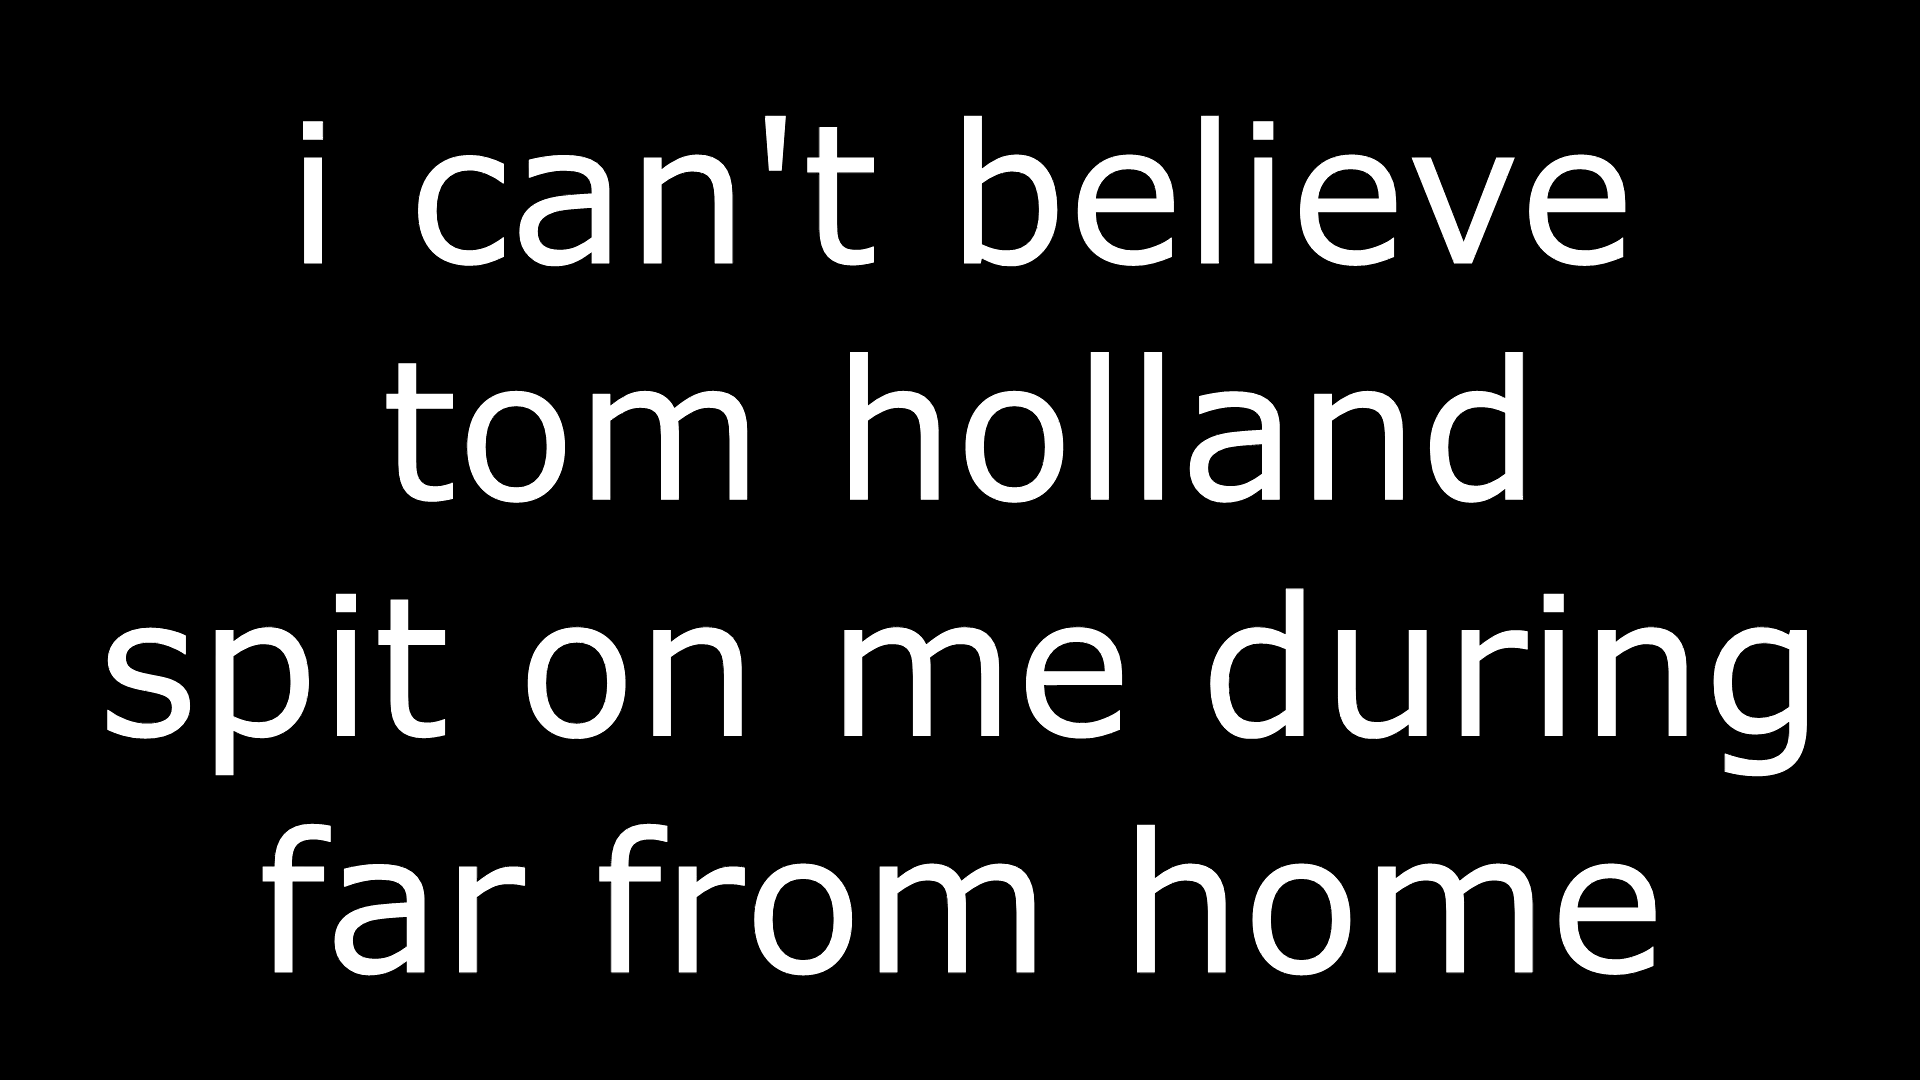 i can't believe
tom holland
spit on me during
far from home